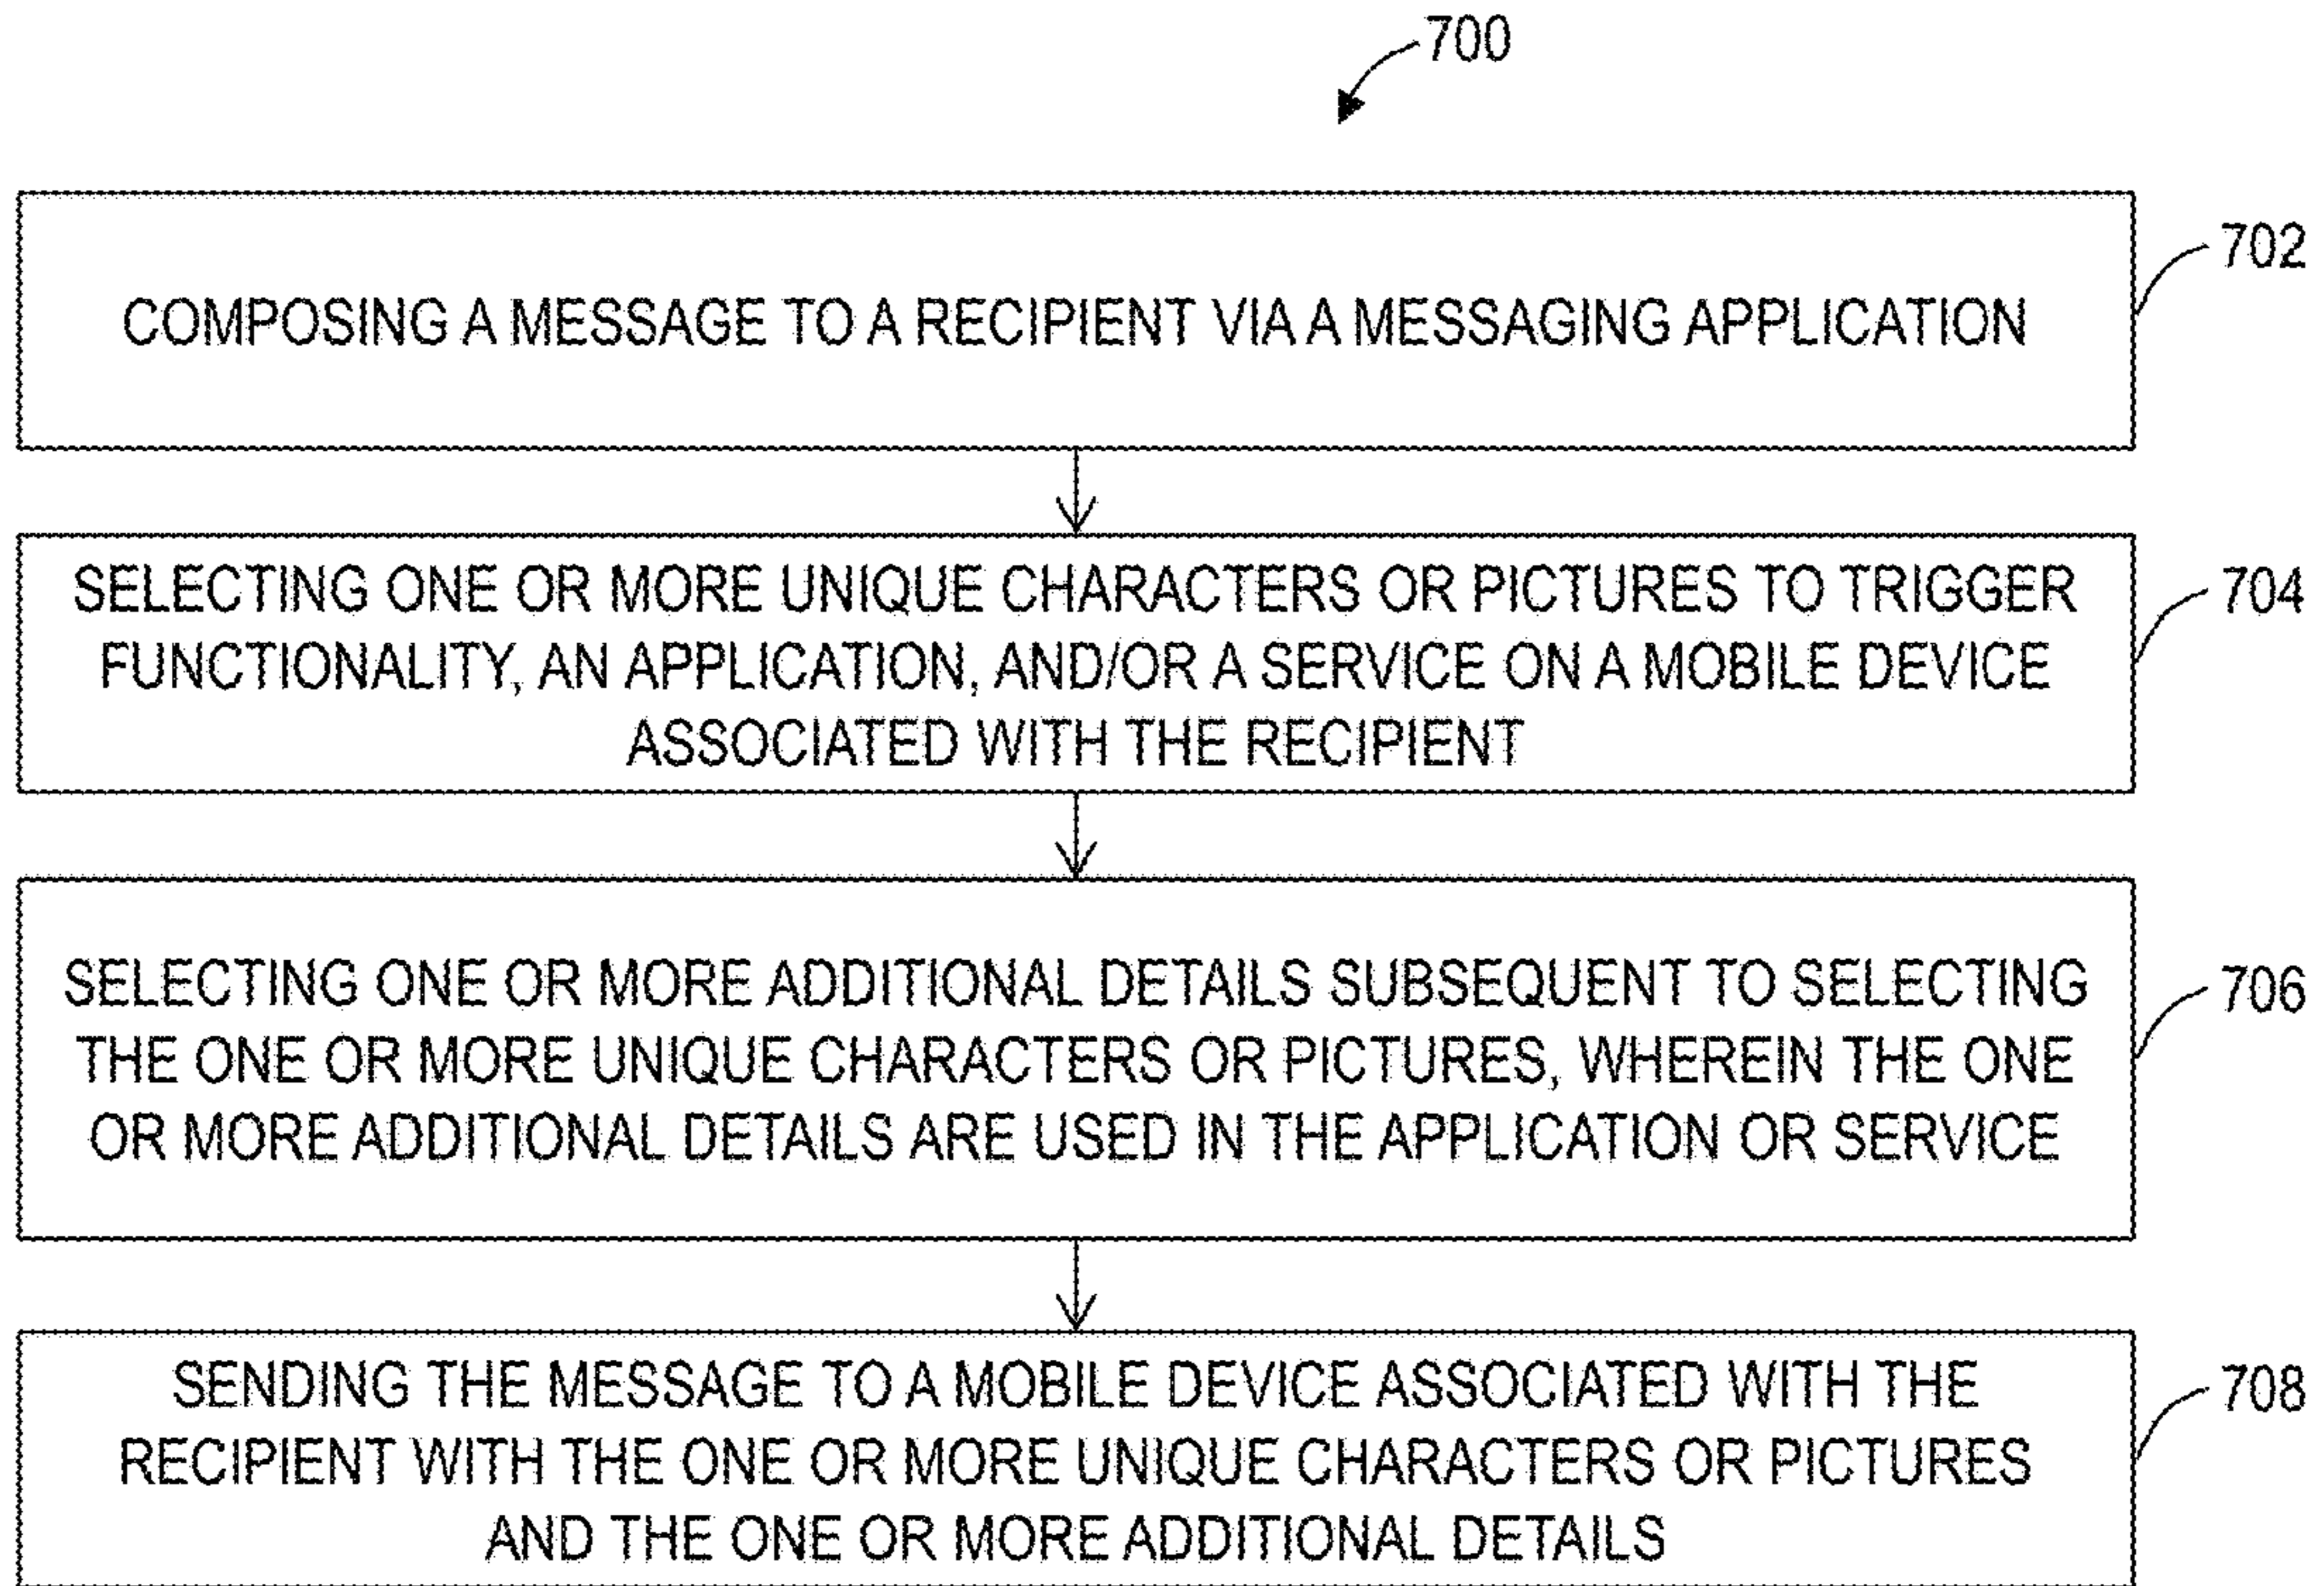 700
COMPOSING A MESSAGE TO A RECIPIENT VIA A MESSAGING APPLICATION
702
SELECTING ONE OR MORE UNIQUE CHARACTERS OR PICTURES TO TRIGGER
FUNCTIONALITY, AN APPLICATION, AND/OR A SERVICE ON A MOBILE DEVICE
ASSOCIATED WITH THE RECIPIENT
704
SELECTING ONE OR MORE ADDITIONAL DETAILS SUBSEQUENT TO SELECTING
THE ONE OR MORE UNIQUE CHARACTERS OR PICTURES, WHEREIN THE ONE
OR MORE ADDITIONAL DETAILS ARE USED IN THE APPLICATION OR SERVICE
706
SENDING THE MESSAGE TO A MOBILE DEVICE ASSOCIATED WITH THE
RECIPIENT WITH THE ONE OR MORE UNIQUE CHARACTERS OR PICTURES
AND THE ONE OR MORE ADDITIONAL DETAILS
708